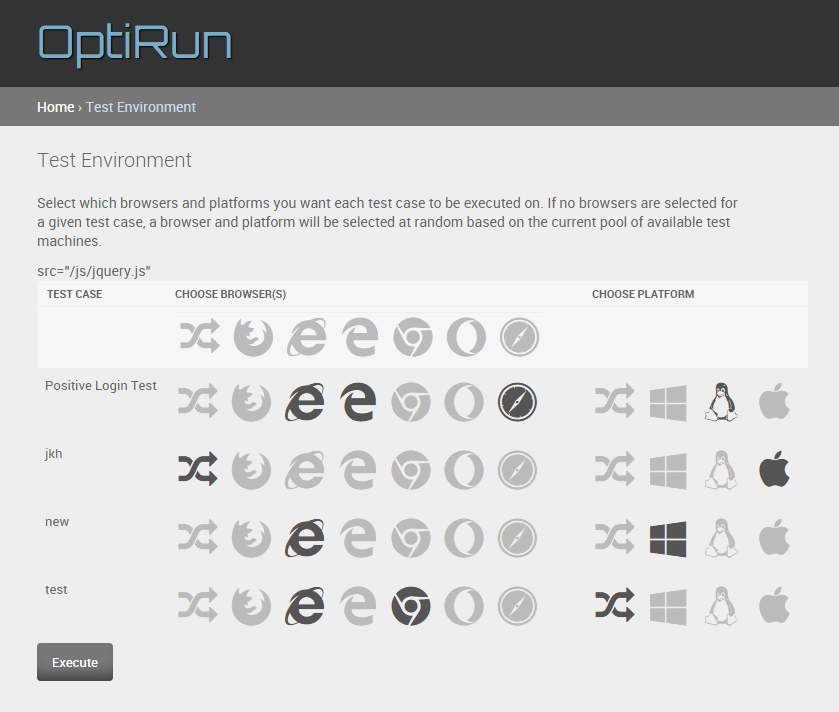 OptiRun
Home › Test Environment
Test Environment
Select which browsers and platforms you want each test case to be executed on. If no browsers are selected for
a given test case, a browser and platform will be selected at random based on the current pool of available test
machines.
src="/js/jquery.js"
TEST CASE CHOOSE BROWSER(S) CHOOSE PLATFORM
Positive Login Test
jkh
new
test
Execute